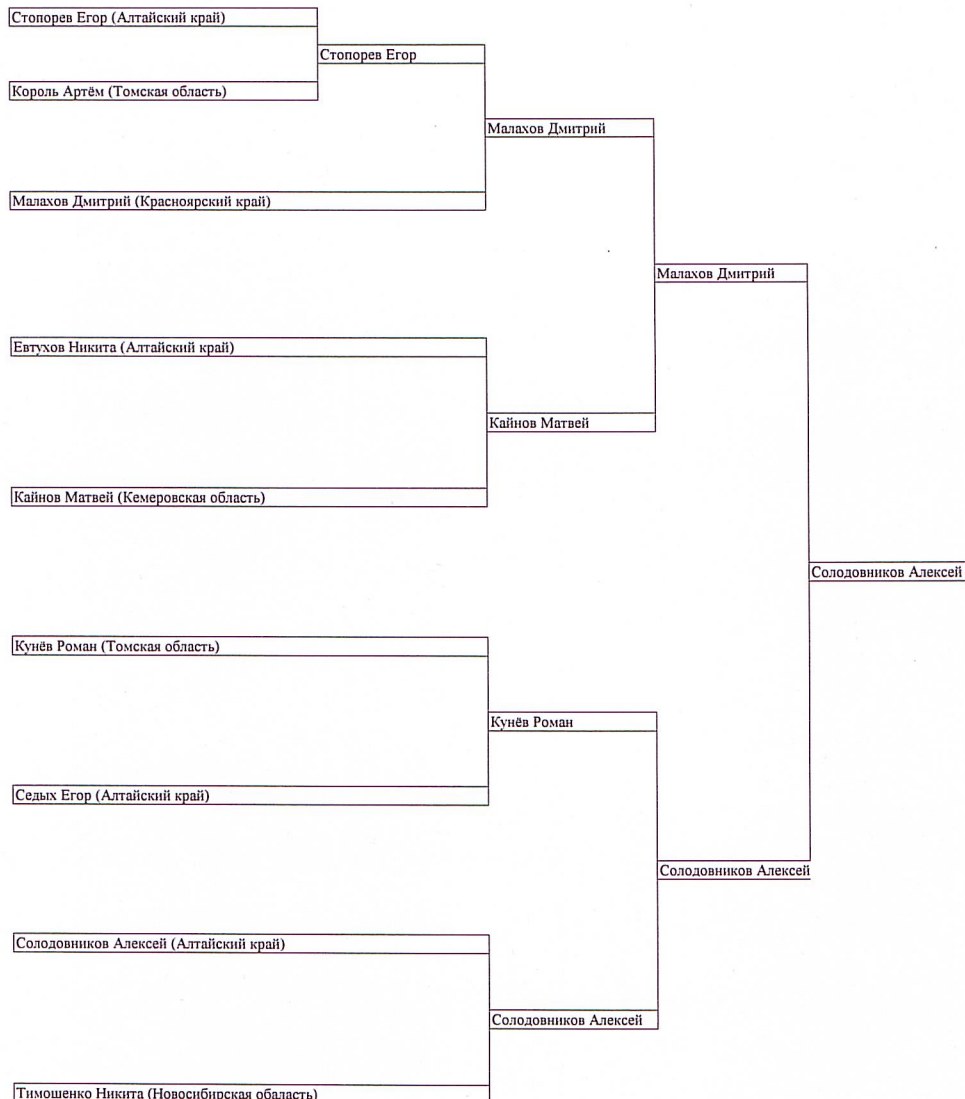 Стопорев Егор (Алтайский край)
Стопорев Егор
Король Артём (Томская область)
Малахов Дмитрий
Малахов Дмитрий (Красноярский край)
Малахов Дмитрий
Евтухов Никита (Алтайский край)
Кайнов Матвей
Кайнов Матвей (Кемеровская область)
Солодовников Алексей
Кунёв Роман (Томская область)
Кунёв Роман
Седых Егор (Алтайский край)
Солодовников Алексей
Солодовников Алексей (Алтайский край)
Солодовников Алексей
Тимошенко Никита (Новосибирская обаласть)